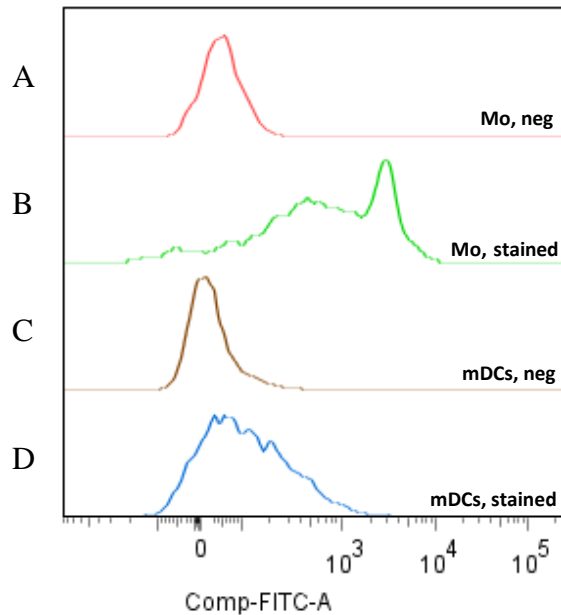 A
Mo, neg
B
Mo, stained
C
mDCs, neg
D
mDCs, stained
0 10³ 10⁴ 10⁵
Comp-FITC-A